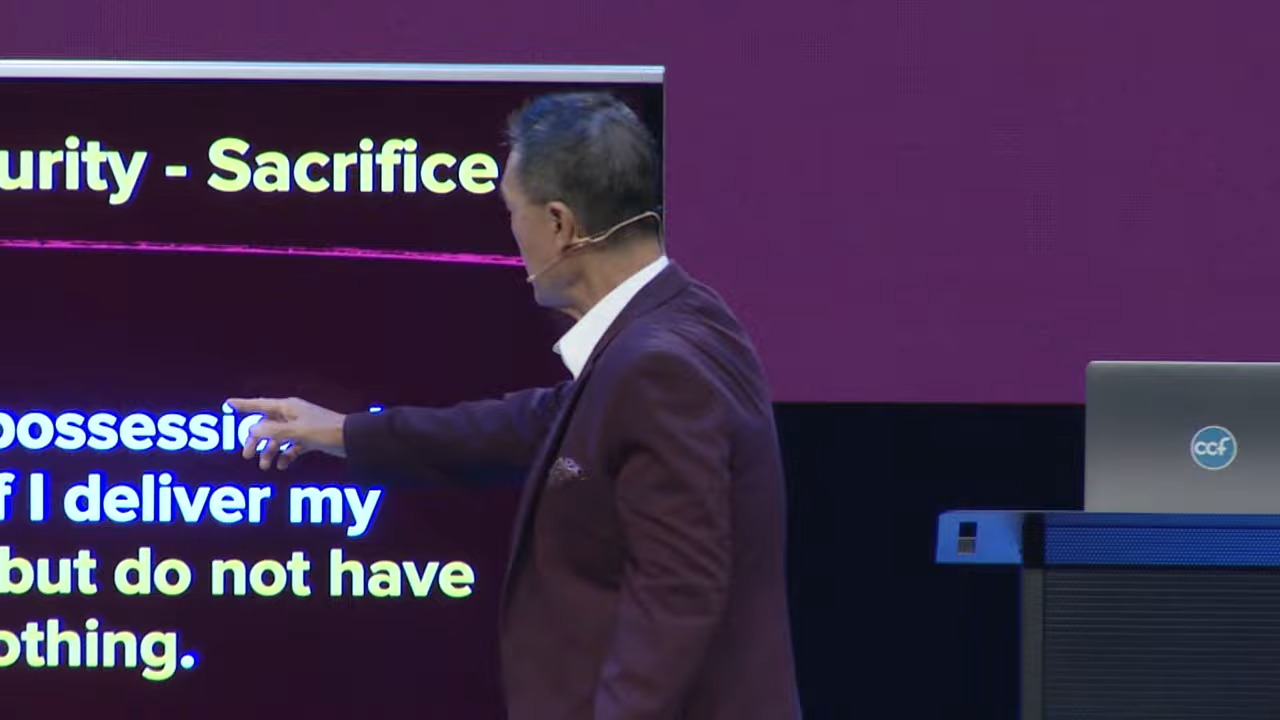 urity - Sacrifice
possessio
f I deliver my
but do not have
othing.
ccf